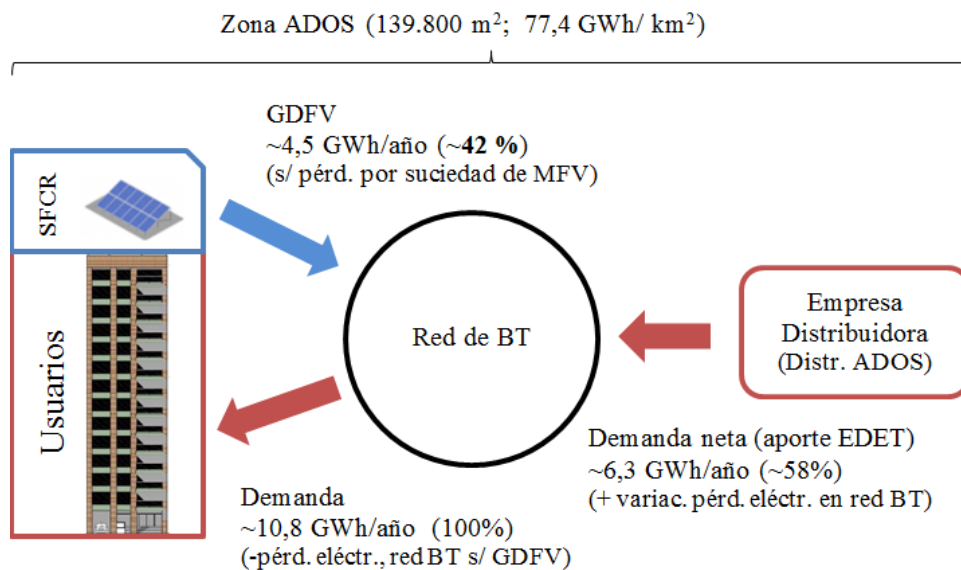 Zona ADOS (139.800 m²; 77,4 GWh/ km²)
GDFV
~4,5 GWh/año (~42 %)
(s/ pérd. por suciedad de MFV)
SFCR
Usuarios
Red de BT
Empresa
Distribuidora
(Distr. ADOS)
Demanda neta (aporte EDET)
~6,3 GWh/año (~58%)
(+ variac. pérd. eléctr. en red BT)
Demanda
~10,8 GWh/año (100%)
(-pérd. eléctr., red BT s/ GDFV)